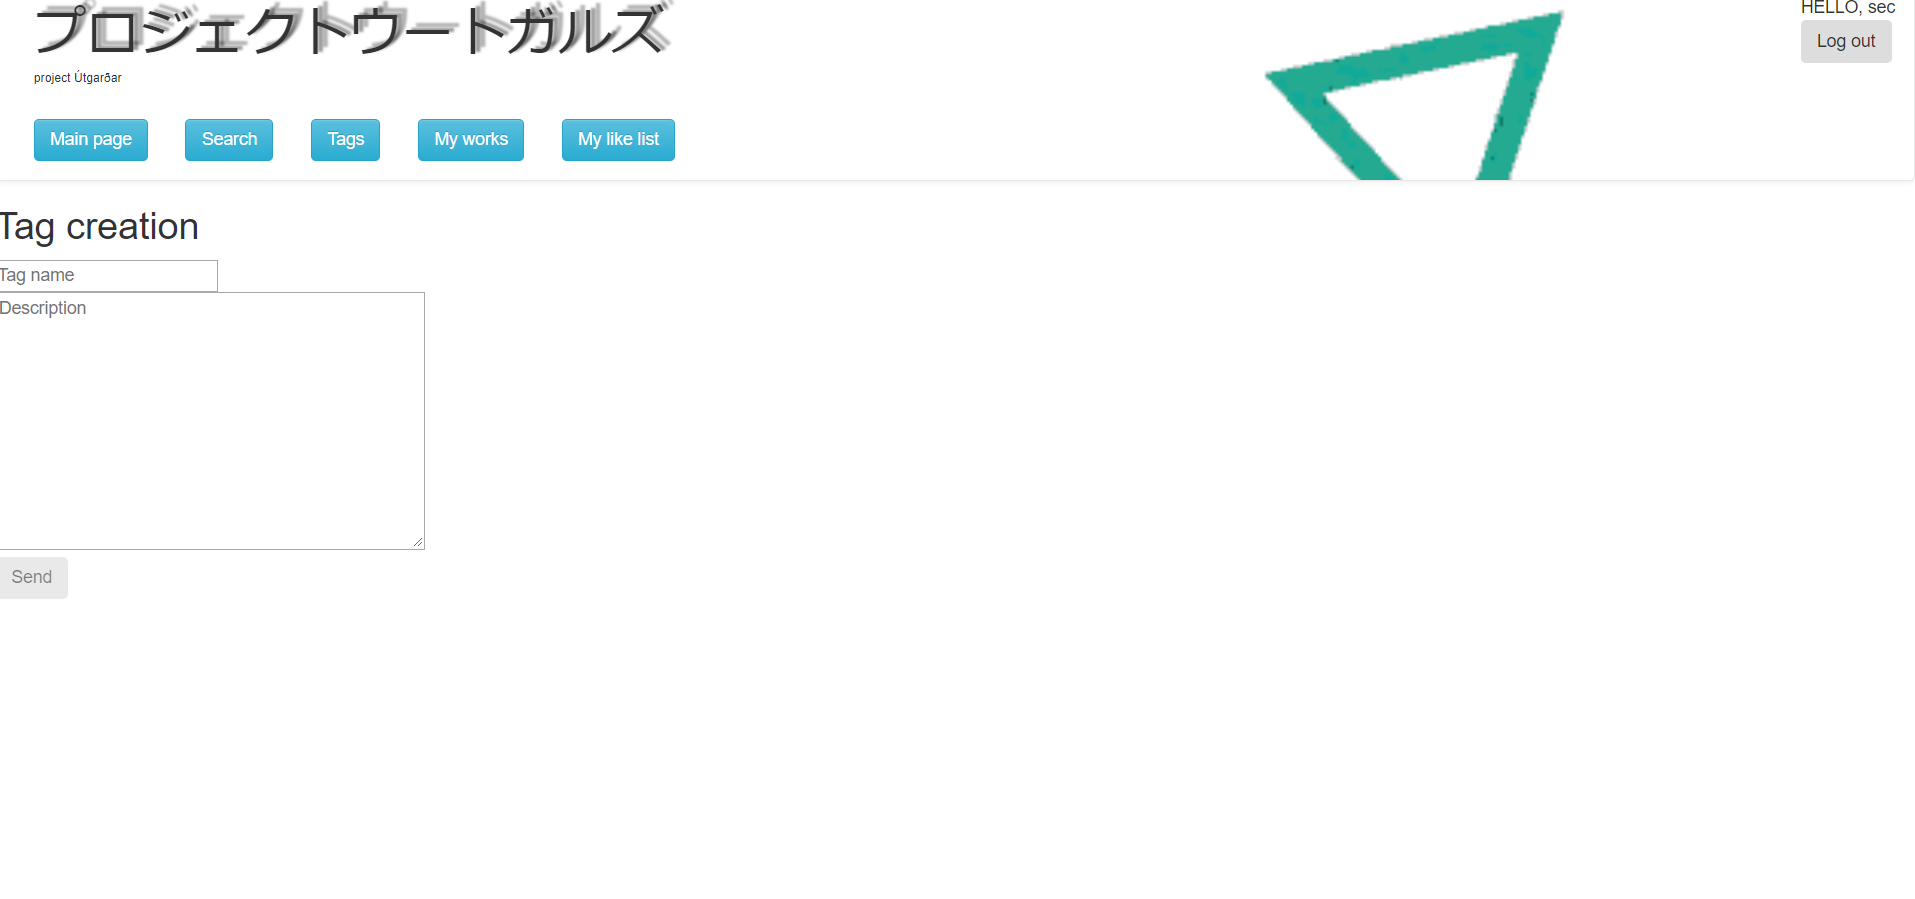 プロジェクトウートガルズ
HELLO, sec
Log out
project Útgarðar
Main page
Search
Tags
My works
My like list
Tag creation
Tag name
Description
Send